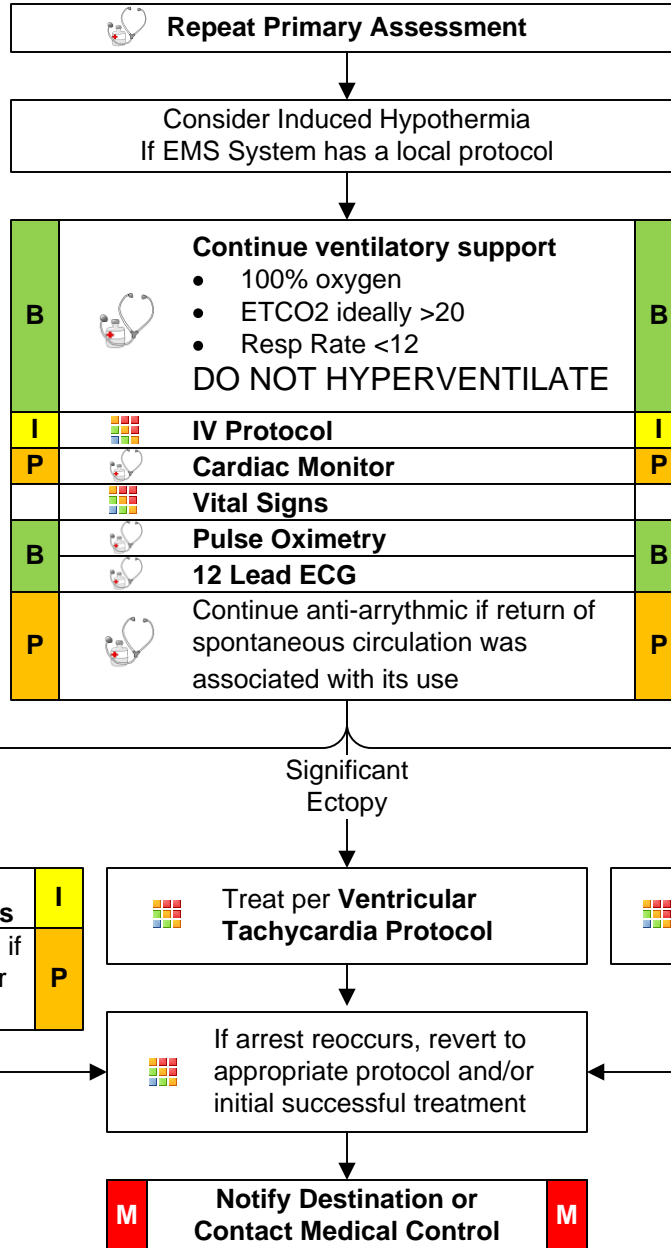 Repeat Primary Assessment
Consider Induced Hypothermia
If EMS System has a local protocol
B
Continue ventilatory support
B
• 100% oxygen
• ETCO2 ideally >20
• Resp Rate <12
DO NOT HYPERVENTILATE
I IV Protocol I
P Cardiac Monitor P
Vital Signs
B Pulse Oximetry B
12 Lead ECG
P
Continue anti-arrythmic if return of
spontaneous circulation was
associated with its use
P
Significant
Ectopy
s I
if
r
P
Treat per Ventricular
Tachycardia Protocol
If arrest reoccurs, revert to
appropriate protocol and/or
initial successful treatment
M
Notify Destination or
Contact Medical Control
M